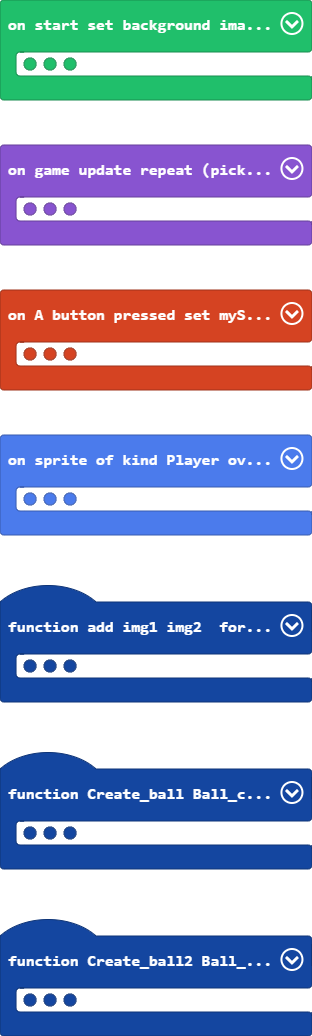 on start set background ima...
on game update repeat (pick...
on A button pressed set myS...
on sprite of kind Player ov...
function add img1 img2 for...
function Create_ball Ball_c...
function Create_ball2 Ball_...